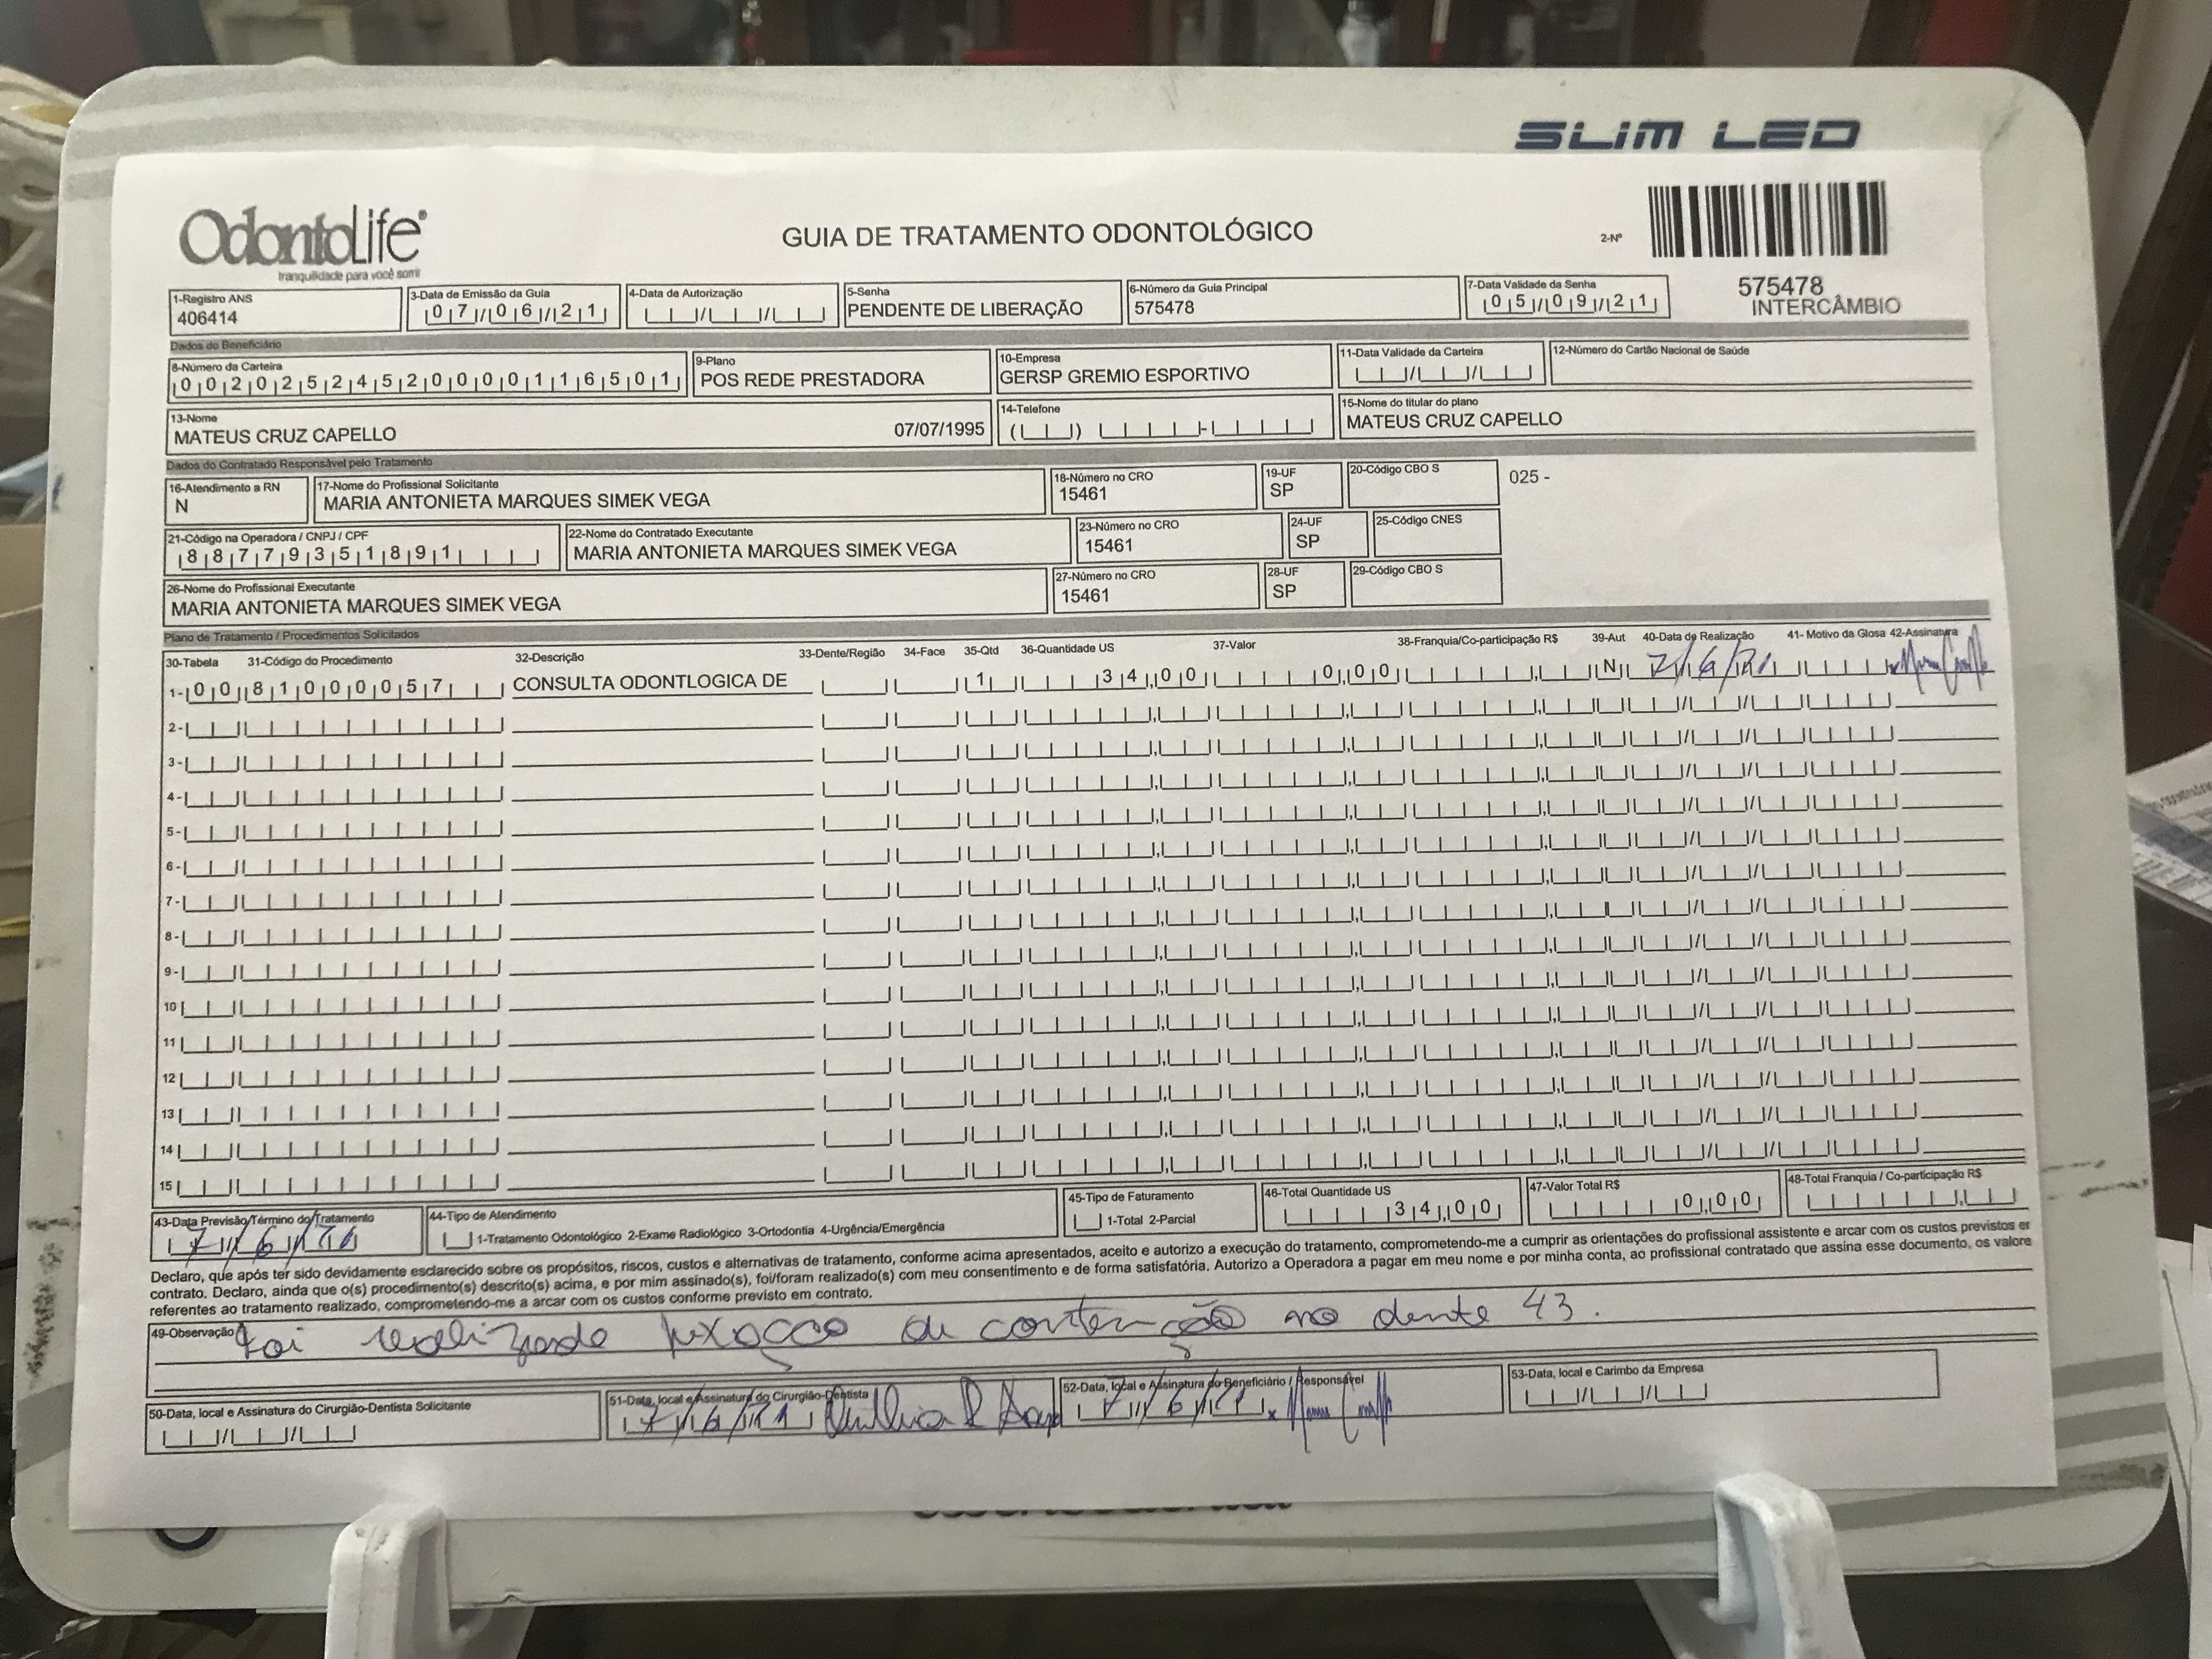 SLIM LED
OdontoLife®
tranquilidade para você sorrir
GUIA DE TRATAMENTO ODONTOLÓGICO
2-Nº
575478
INTERCÂMBIO
1-Registro ANS
406414
3-Data de Emissão da Guia
07/06/21
4-Data de Autorização
5-Senha
PENDENTE DE LIBERAÇÃO
6-Número da Guia Principal
575478
7-Data Validade da Senha
05/09/21
Dados do Beneficiário
8-Número da Carteira
00202524520000116501
9-Plano
POS REDE PRESTADORA
10-Empresa
GERSP GREMIO ESPORTIVO
11-Data Validade da Carteira
12-Número do Cartão Nacional de Saúde
13-Nome
MATEUS CRUZ CAPELLO 07/07/1995
14-Telefone
15-Nome do titular do plano
MATEUS CRUZ CAPELLO
Dados do Contratado Responsável pelo Tratamento
16-Atendimento a RN
N
17-Nome do Profissional Solicitante
MARIA ANTONIETA MARQUES SIMEK VEGA
18-Número no CRO
15461
19-UF
SP
20-Código CBO S
025 -
21-Código na Operadora / CNPJ / CPF
88779351891
22-Nome do Contratado Executante
MARIA ANTONIETA MARQUES SIMEK VEGA
23-Número no CRO
15461
24-UF
SP
25-Código CNES
26-Nome do Profissional Executante
MARIA ANTONIETA MARQUES SIMEK VEGA
27-Número no CRO
15461
28-UF
SP
29-Código CBO S
Plano de Tratamento / Procedimentos Solicitados
30-Tabela 31-Código do Procedimento 32-Descrição 33-Dente/Região 34-Face 35-Qtd 36-Quantidade US 37-Valor 38-Franquia/Co-participação R$ 39-Aut 40-Data de Realização 41- Motivo da Glosa 42-Assinatura
1- 00 81000057 CONSULTA ODONTLOGICA DE 1 34,00 0,00 N 7/6/21
2-
3-
4-
5-
6-
7-
8-
9-
10
11
12
13
14
15
43-Data Previsão/Término do Tratamento
7/6/21
44-Tipo de Atendimento
1-Tratamento Odontológico 2-Exame Radiológico 3-Ortodontia 4-Urgência/Emergência
45-Tipo de Faturamento
1-Total 2-Parcial
46-Total Quantidade US
34,00
47-Valor Total R$
0,00
48-Total Franquia / Co-participação R$
Declaro, que após ter sido devidamente esclarecido sobre os propósitos, riscos, custos e alternativas de tratamento, conforme acima apresentados, aceito e autorizo a execução do tratamento, comprometendo-me a cumprir as orientações do profissional assistente e arcar com os custos previstos er
contrato. Declaro, ainda que o(s) procedimento(s) descrito(s) acima, e por mim assinado(s), foi/foram realizado(s) com meu consentimento e de forma satisfatória. Autorizo a Operadora a pagar em meu nome e por minha conta, ao profissional contratado que assina esse documento, os valore
referentes ao tratamento realizado, comprometendo-me a arcar com os custos conforme previsto em contrato.
49-Observação
Foi realizado fixação de contenção no dente 43.
50-Data, local e Assinatura do Cirurgião-Dentista Solicitante
51-Data, local e Assinatura do Cirurgião-Dentista
7/6/21
52-Data, local e Assinatura do Beneficiário / Responsável
7/6/21
53-Data, local e Carimbo da Empresa